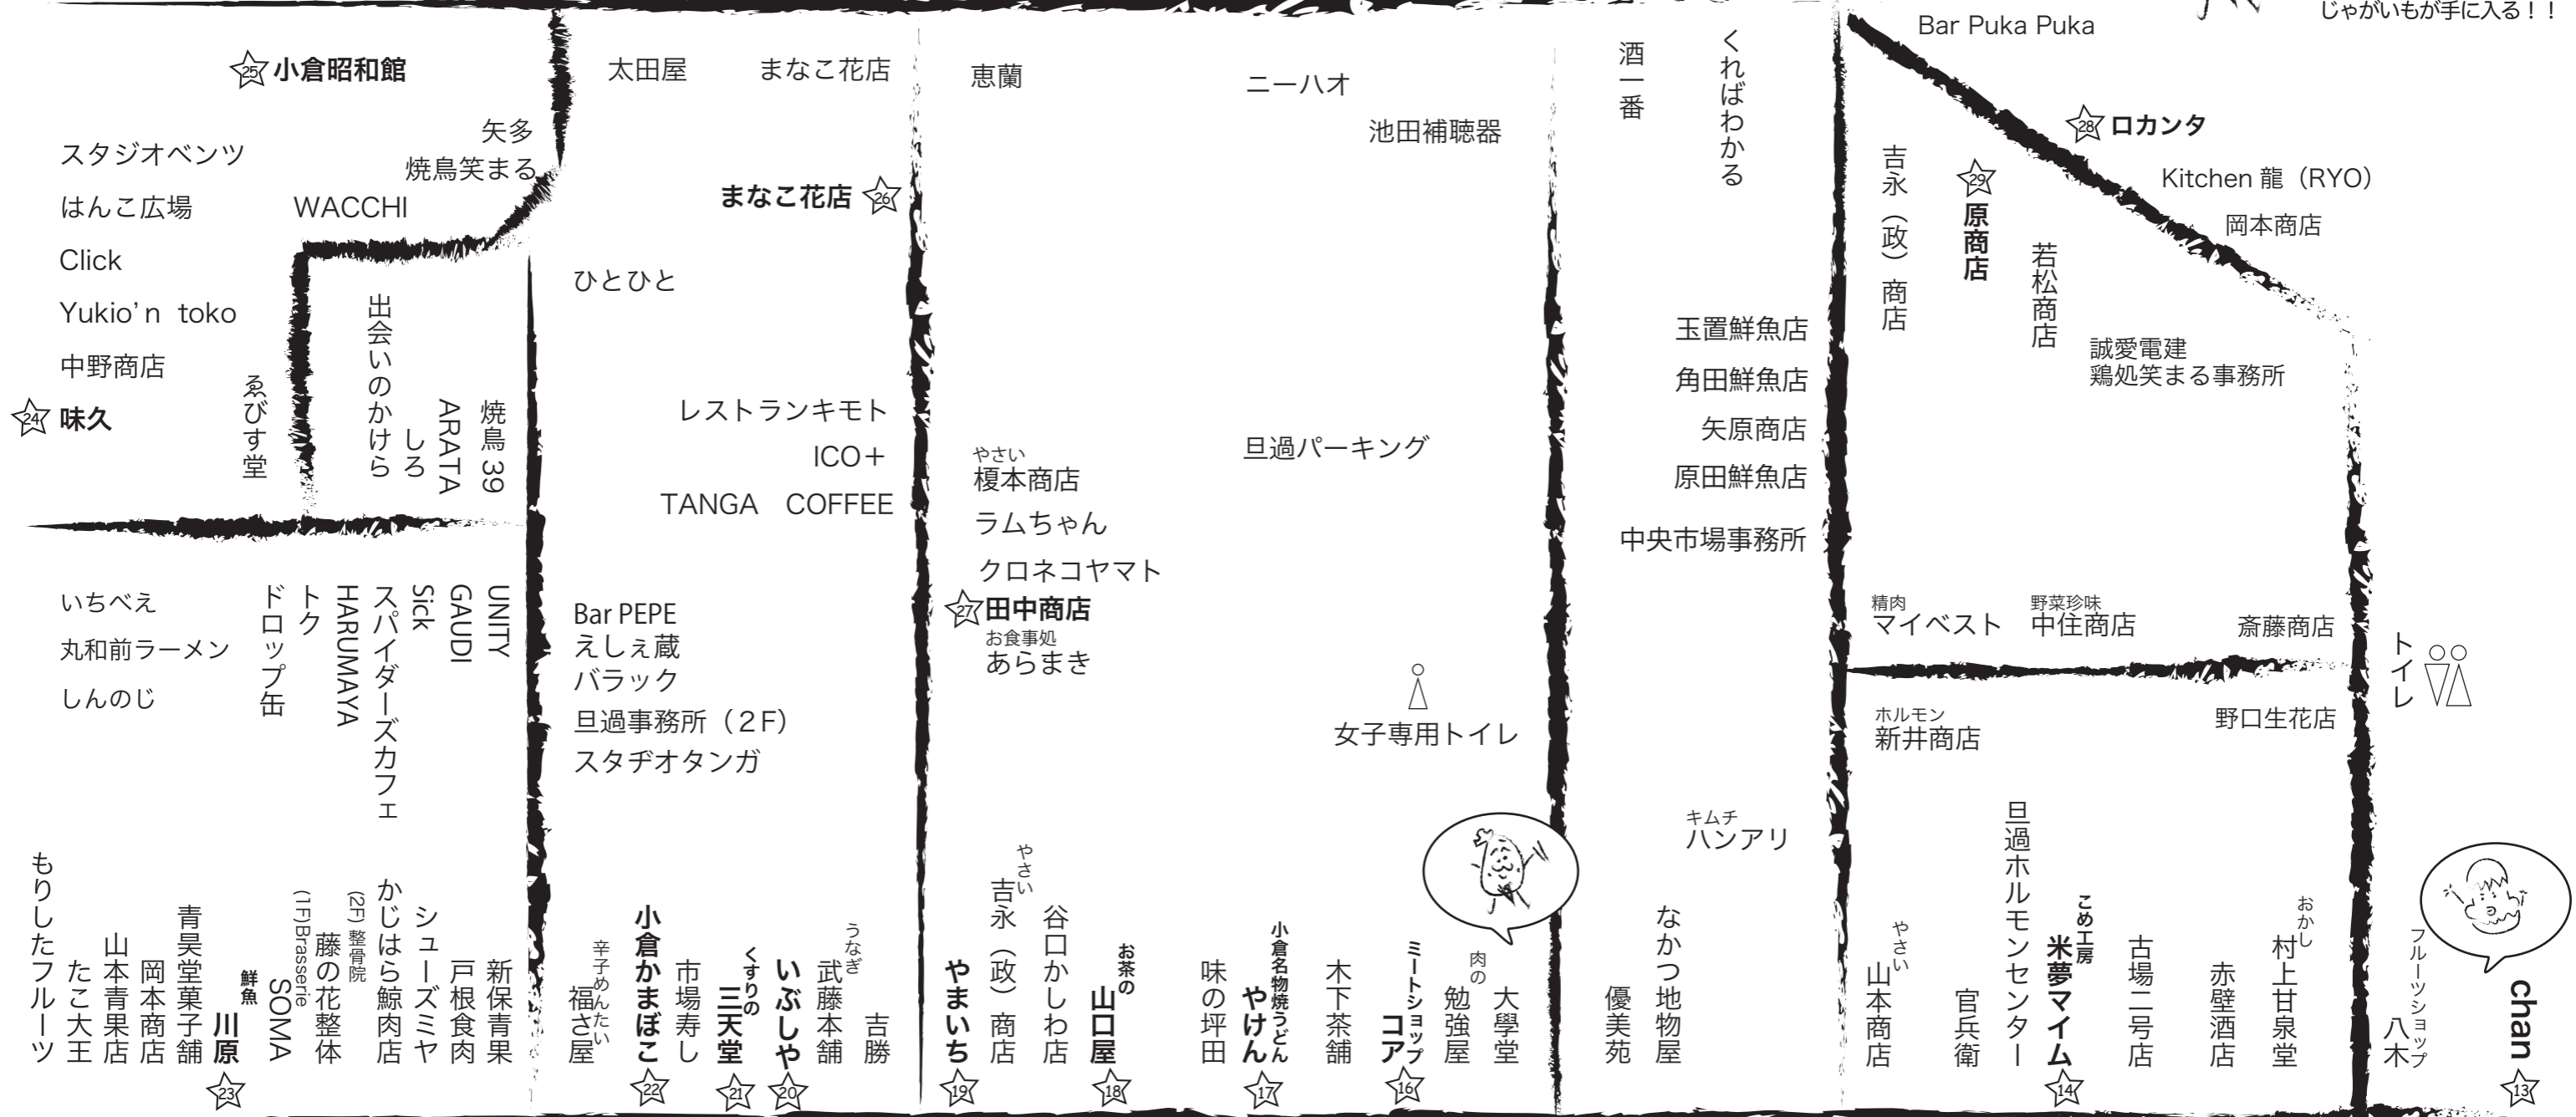 じゃがいもが手に入る！！
Bar Puka Puka
25 小倉昭和館
太田屋
まなこ花店
恵蘭
ニーハオ
酒一番
くればわかる
28 ロカンタ
矢多
池田補聴器
スタジオベンツ
焼鳥笑まる
まなこ花店 26
吉永（政）商店
29 原商店
Kitchen 龍（RYO）
はんこ広場
WACCHI
岡本商店
若松商店
Click
ひとひと
Yukio'n toko
出会いのかけら
玉置鮮魚店
誠愛電建
鶏処笑まる事務所
中野商店
ゑびす堂
しろ
ARATA
焼鳥 39
角田鮮魚店
24 味久
レストランキモト
矢原商店
ICO＋
やさい
榎本商店
旦過パーキング
原田鮮魚店
TANGA COFFEE
ラムちゃん
中央市場事務所
クロネコヤマト
いちべえ
ドロップ缶
トク
HARUMAYA
スパイダーズカフェ
Sick
GAUDI
UNITY
Bar PEPE
27 田中商店
精肉
マイベスト
野菜珍味
中住商店
斎藤商店
丸和前ラーメン
えしぇ蔵
お食事処
あらまき
トイレ
しんのじ
バラック
旦過事務所（２F）
女子専用トイレ
ホルモン
新井商店
野口生花店
スタヂオタンガ
キムチ
ハンアリ
もりしたフルーツ
たこ大王
山本青果店
岡本商店
青昊堂菓子舗
鮮魚
川原
23
SOMA
(1F)Brasserie
藤の花整体
(2F) 整骨院
かじはら鯨肉店
シューズミヤ
戸根食肉
新保青果
辛子めんたい
福さ屋
小倉かまぼこ
22
市場寿し
くすりの
三天堂
21
いぶしや
20
うなぎ
武藤本舗
吉勝
やまいち
19
やさい
吉永（政）商店
谷口かしわ店
お茶の
山口屋
18
味の坪田
小倉名物焼うどん
やけん
17
木下茶舗
ミートショップ
コア
16
肉の
勉強屋
大學堂
優美苑
なかつ地物屋
やさい
山本商店
官兵衛
旦過ホルモンセンター
こめ工房
米夢マイム
14
古場二号店
赤壁酒店
おかし
村上甘泉堂
フルーツショップ
八木
chan
13